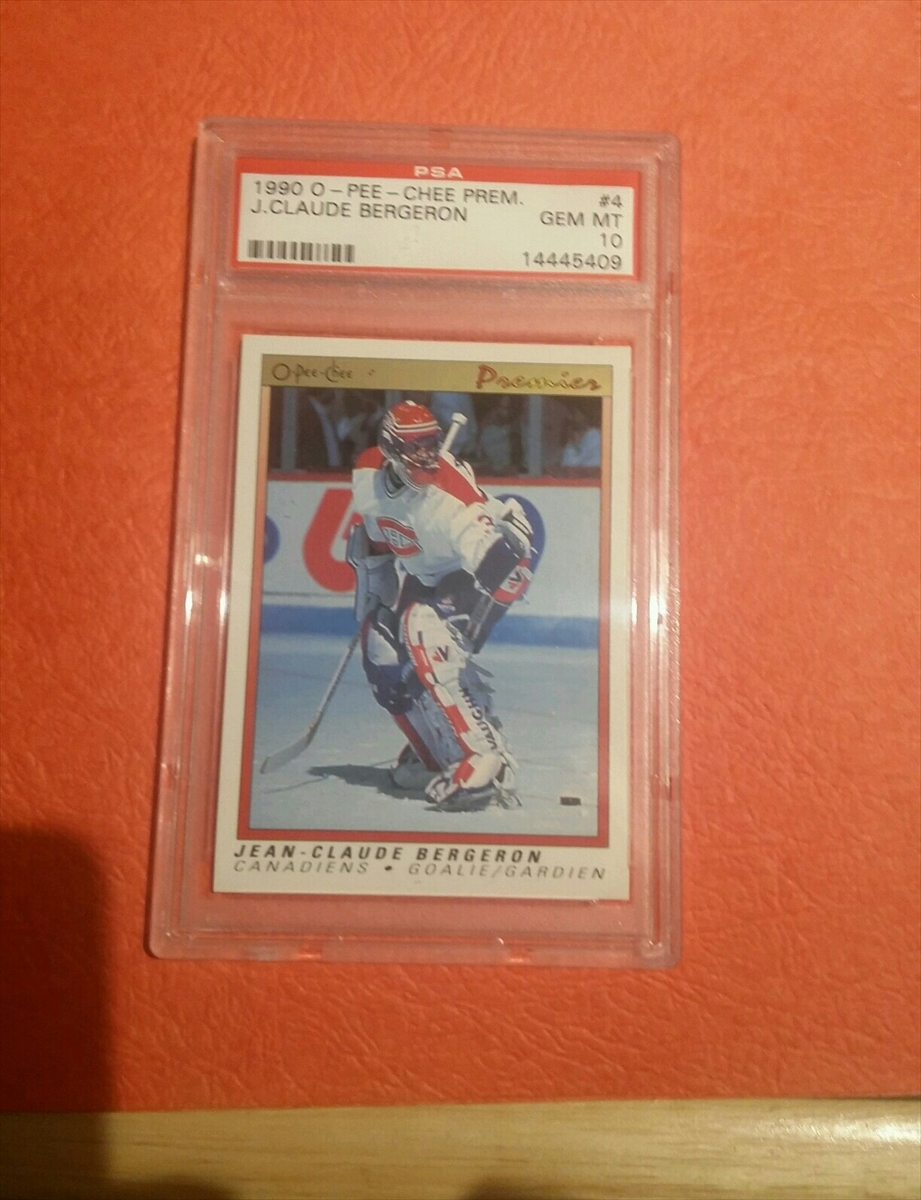 PSA
1990 O-PEE-CHEE PREM. #4
J.CLAUDE BERGERON GEM MT
10
14445409
O-Pee-Chee Premier
VAUGHN
JEAN-CLAUDE BERGERON
CANADIENS • GOALIE/GARDIEN